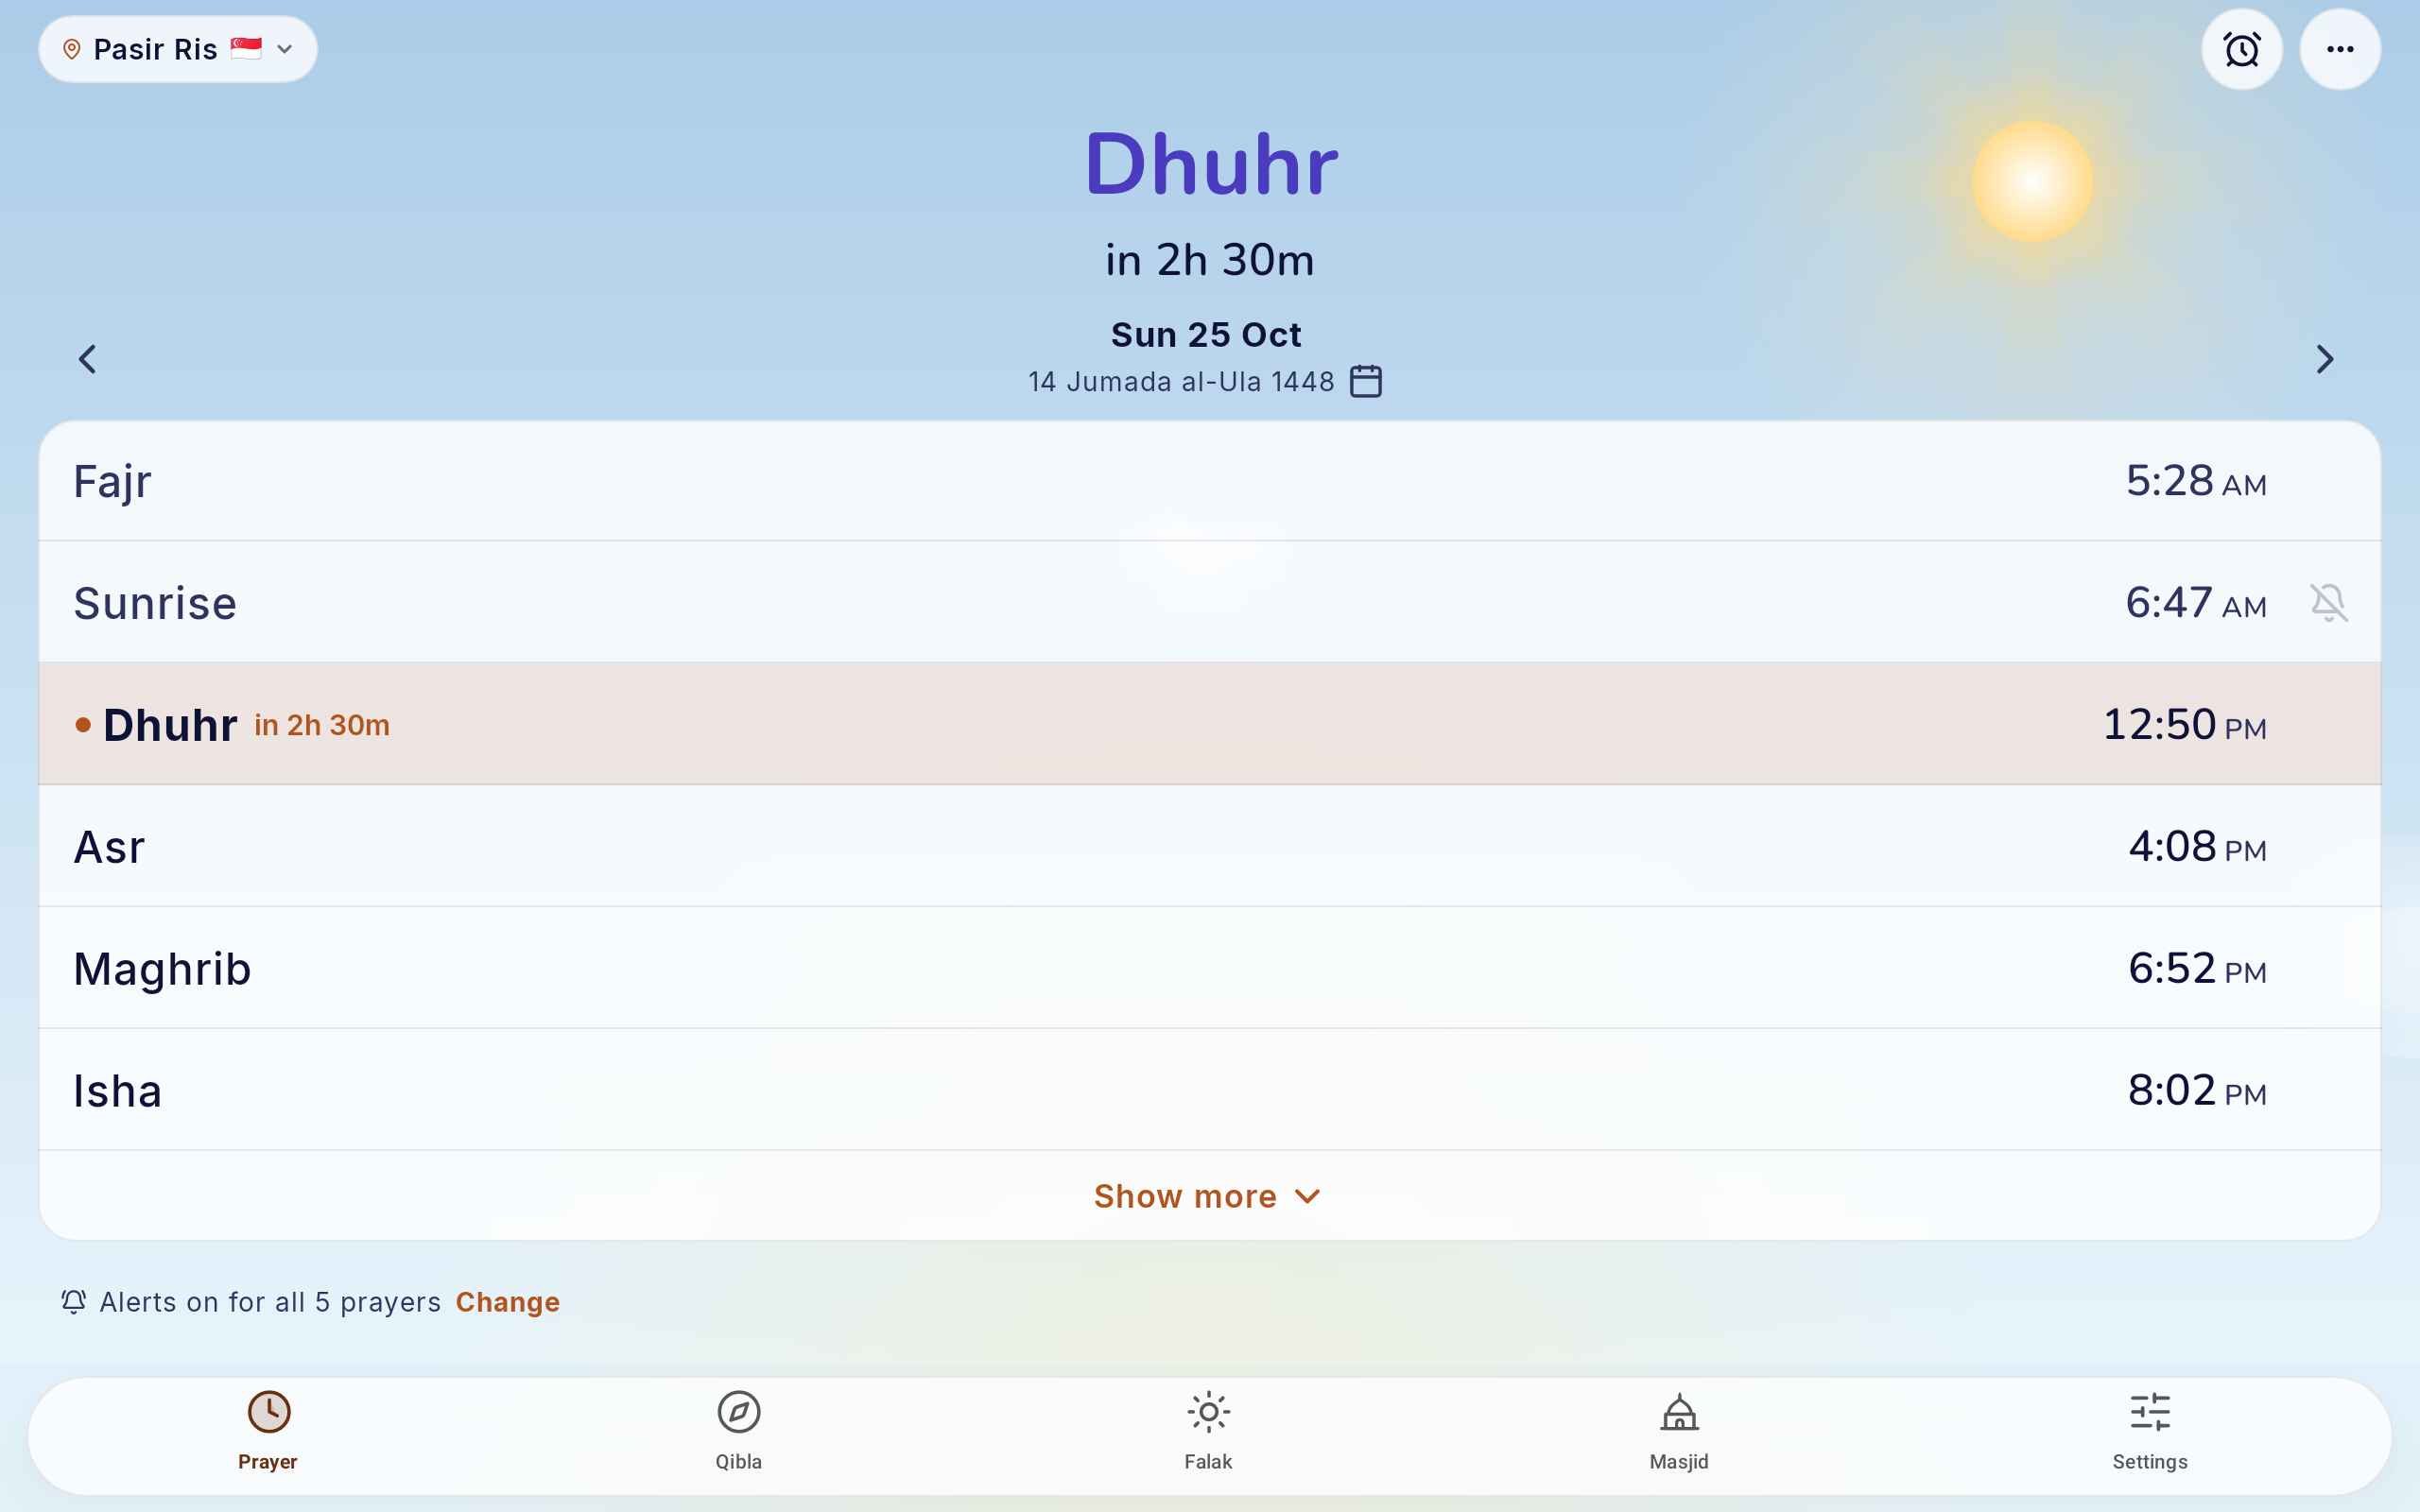 Pasir Ris 🇸🇬
Dhuhr
in 2h 30m
Sun 25 Oct
14 Jumada al-Ula 1448
Fajr 5:28 AM
Sunrise 6:47 AM
Dhuhr in 2h 30m 12:50 PM
Asr 4:08 PM
Maghrib 6:52 PM
Isha 8:02 PM
Show more
Alerts on for all 5 prayers Change
Prayer Qibla Falak Masjid Settings